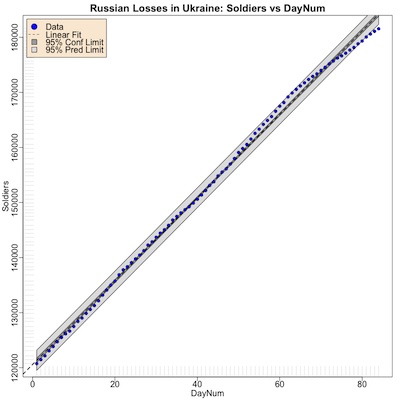 Russian Losses in Ukraine: Soldiers vs DayNum
Data
Linear Fit
95% Conf Limit
95% Pred Limit
Soldiers
180000
170000
160000
150000
140000
130000
120000
0 20 40 60 80
DayNum